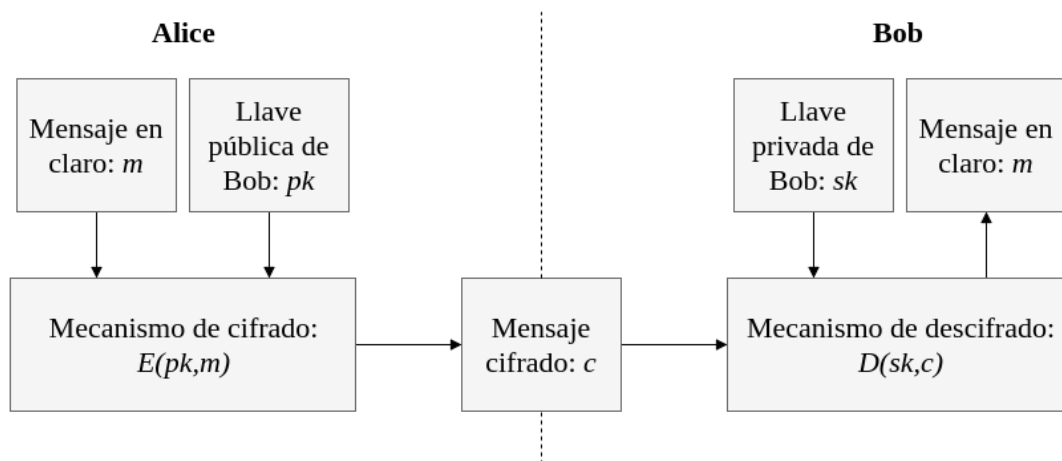 Alice
Bob
Mensaje en
claro: m
Llave
pública de
Bob: pk
Llave
privada de
Bob: sk
Mensaje en
claro: m
Mecanismo de cifrado:
E(pk,m)
Mensaje
cifrado: c
Mecanismo de descifrado:
D(sk,c)